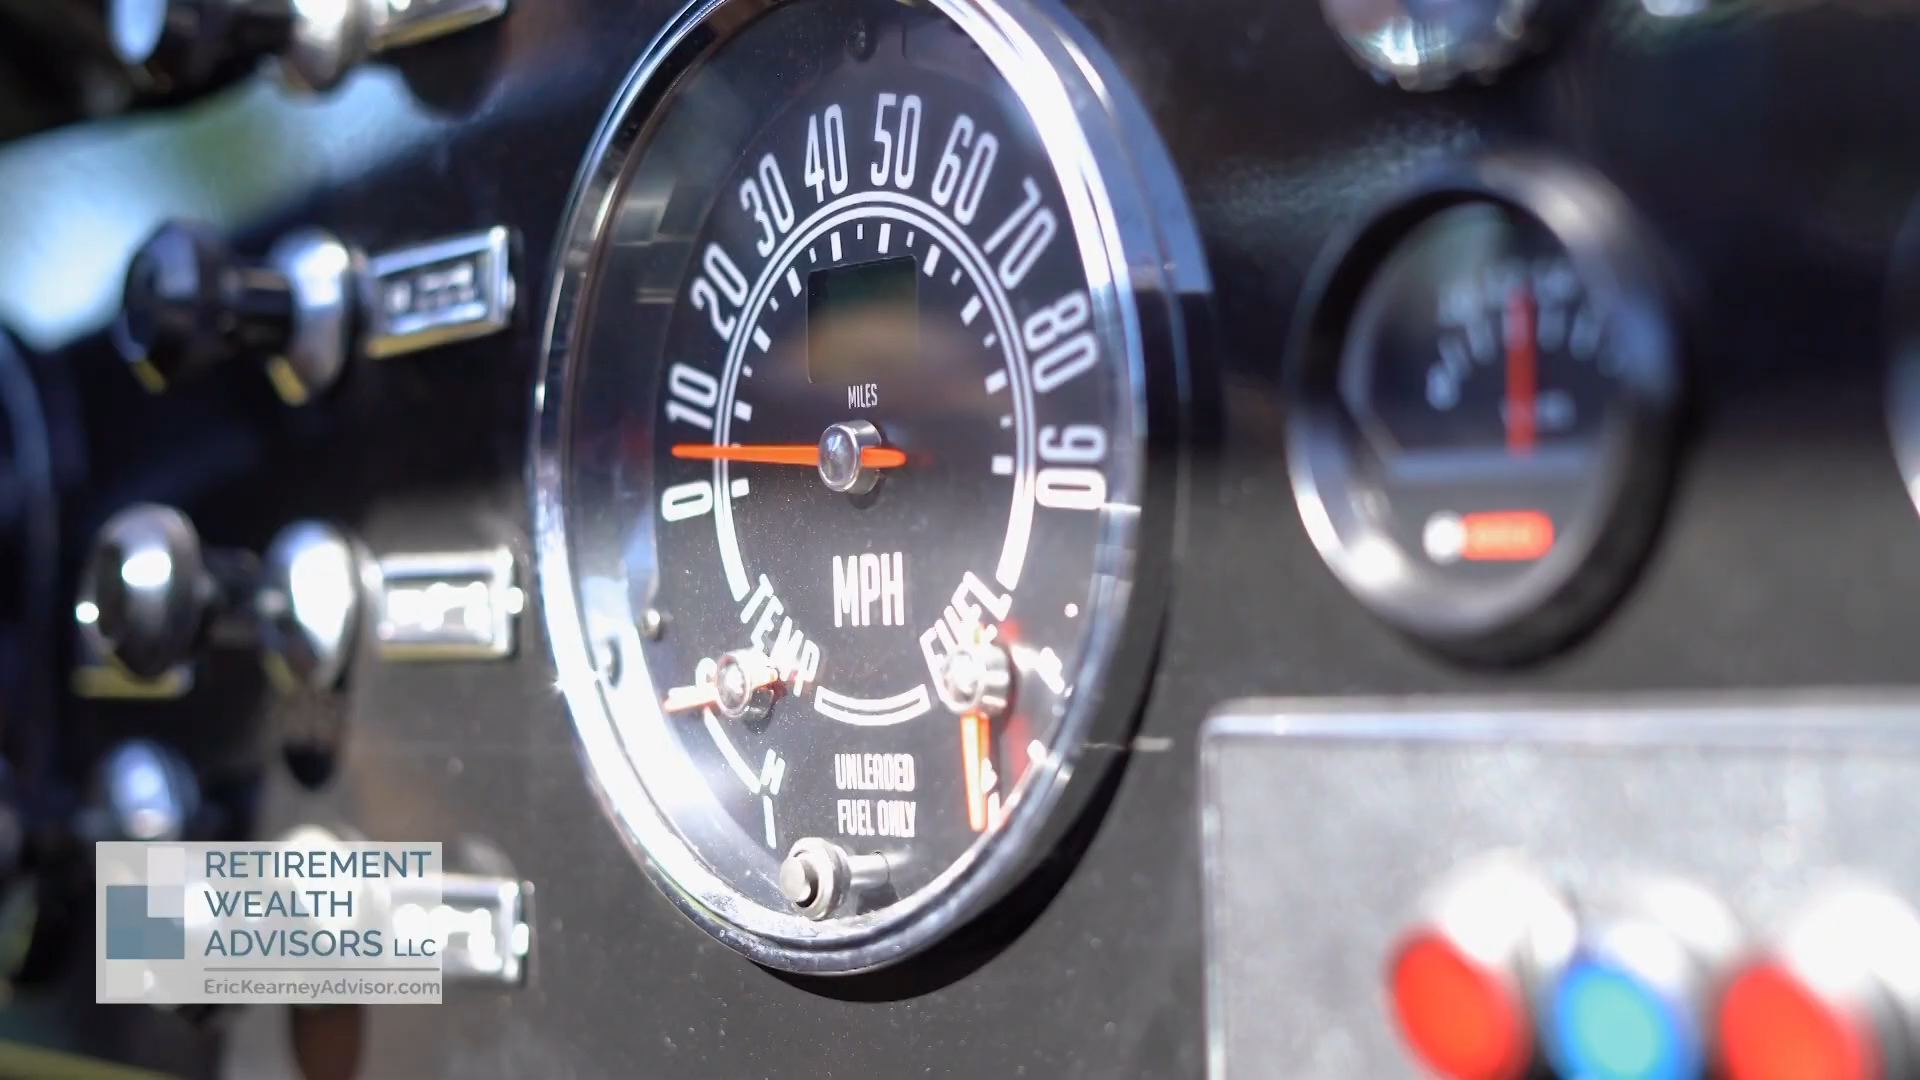 40 50 60
30 70
20 80
10 90
0
MILES
MPH
TEMP FUEL
H
UNLEADED
FUEL ONLY
RETIREMENT
WEALTH
ADVISORS LLC
EricKearneyAdvisor.com